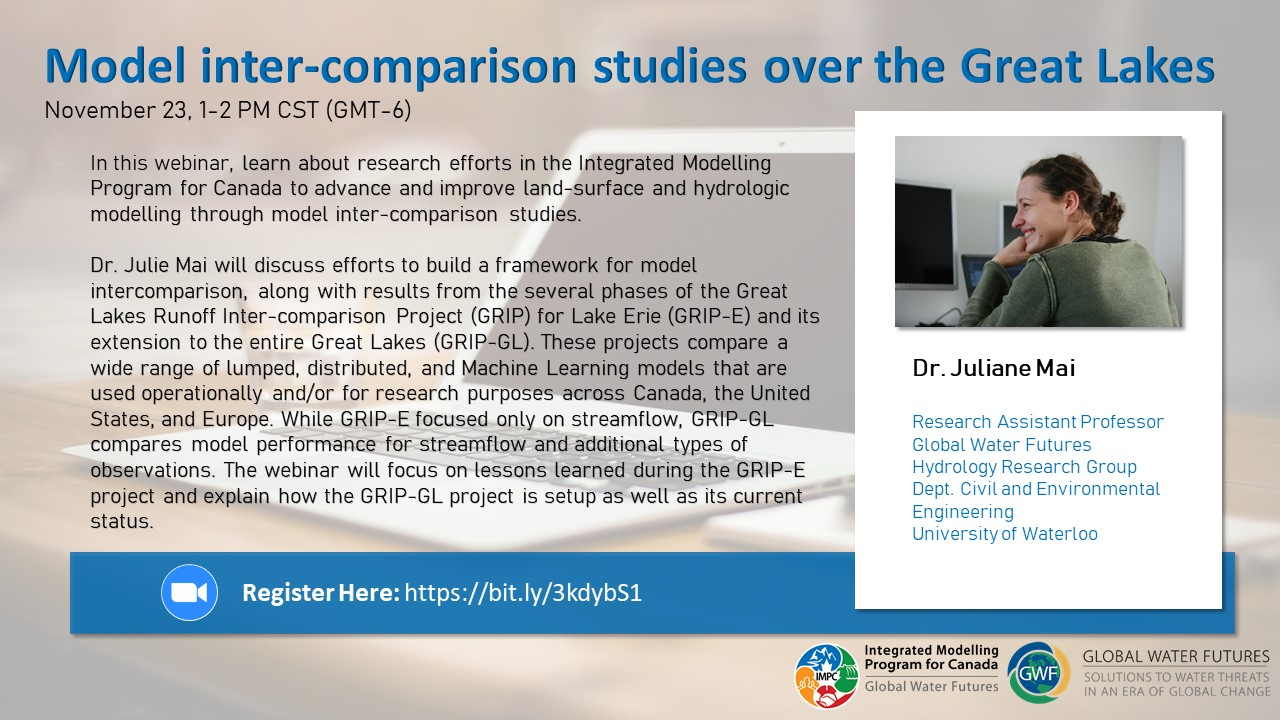 Model inter-comparison studies over the Great Lakes
November 23, 1-2 PM CST (GMT-6)
In this webinar, learn about research efforts in the Integrated Modelling
Program for Canada to advance and improve land-surface and hydrologic
modelling through model inter-comparison studies.
Dr. Julie Mai will discuss efforts to build a framework for model
intercomparison, along with results from the several phases of the Great
Lakes Runoff Inter-comparison Project (GRIP) for Lake Erie (GRIP-E) and its
extension to the entire Great Lakes (GRIP-GL). These projects compare a
wide range of lumped, distributed, and Machine Learning models that are
used operationally and/or for research purposes across Canada, the United
States, and Europe. While GRIP-E focused only on streamflow, GRIP-GL
compares model performance for streamflow and additional types of
observations. The webinar will focus on lessons learned during the GRIP-E
project and explain how the GRIP-GL project is setup as well as its current
status.
Dr. Juliane Mai
Research Assistant Professor
Global Water Futures
Hydrology Research Group
Dept. Civil and Environmental
Engineering
University of Waterloo
Register Here: https://bit.ly/3kdybS1
IMPC
Integrated Modelling
Program for Canada
Global Water Futures
GWF
GLOBAL WATER FUTURES
SOLUTIONS TO WATER THREATS
IN AN ERA OF GLOBAL CHANGE